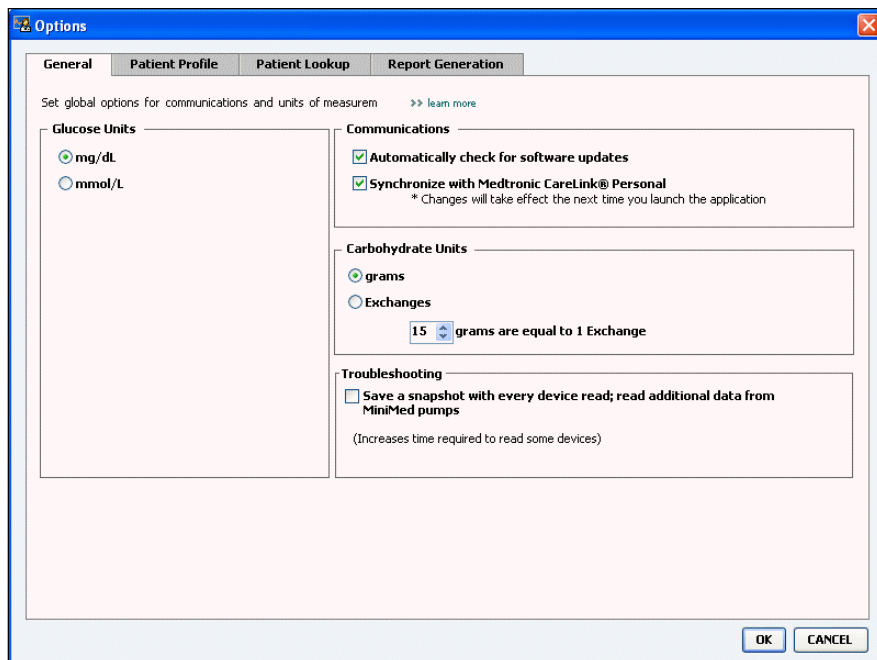 Options
General
Patient Profile
Patient Lookup
Report Generation
Set global options for communications and units of measurem >> learn more
Glucose Units
mg/dL
mmol/L
Communications
Automatically check for software updates
Synchronize with Medtronic CareLink® Personal
* Changes will take effect the next time you launch the application
Carbohydrate Units
grams
Exchanges
15 grams are equal to 1 Exchange
Troubleshooting
Save a snapshot with every device read; read additional data from
MiniMed pumps
(Increases time required to read some devices)
OK
CANCEL